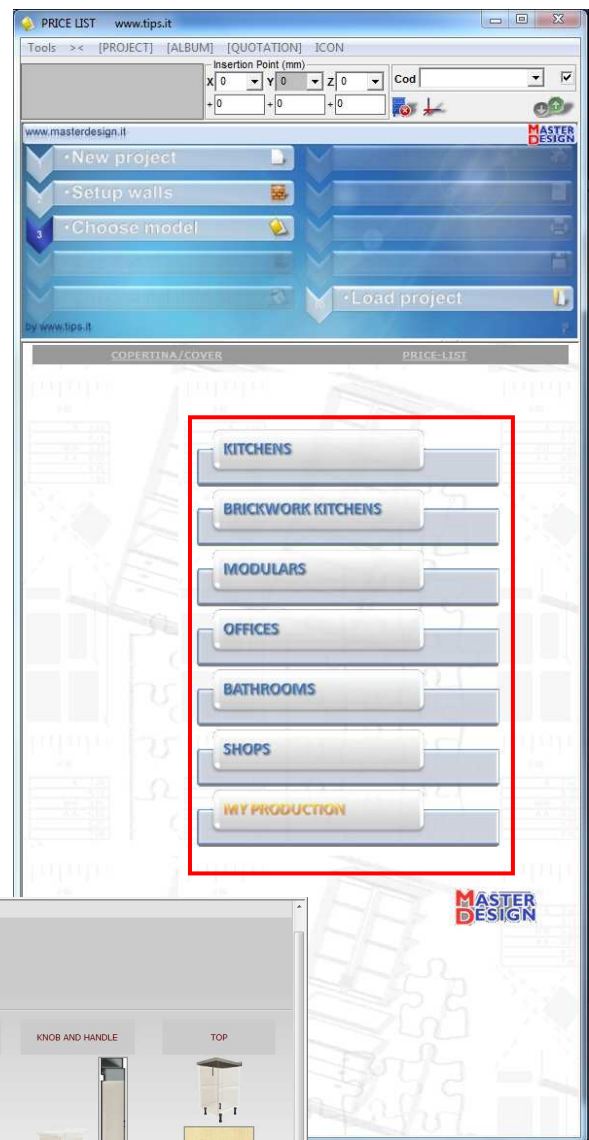 PRICE LIST www.tips.it
Tools >< [PROJECT] [ALBUM] [QUOTATION] ICON
Insertion Point (mm)
X 0 Y 0 Z 0 Cod
+ 0 + 0 + 0
www.masterdesign.it MASTER DESIGN
1 •New project
2 •Setup walls
3 •Choose model
10 •Load project
by www.tips.it
COPERTINA/COVER PRICE-LIST
KITCHENS
BRICKWORK KITCHENS
MODULARS
OFFICES
BATHROOMS
SHOPS
MY PRODUCTION
MASTER
DESIGN
KNOB AND HANDLE TOP